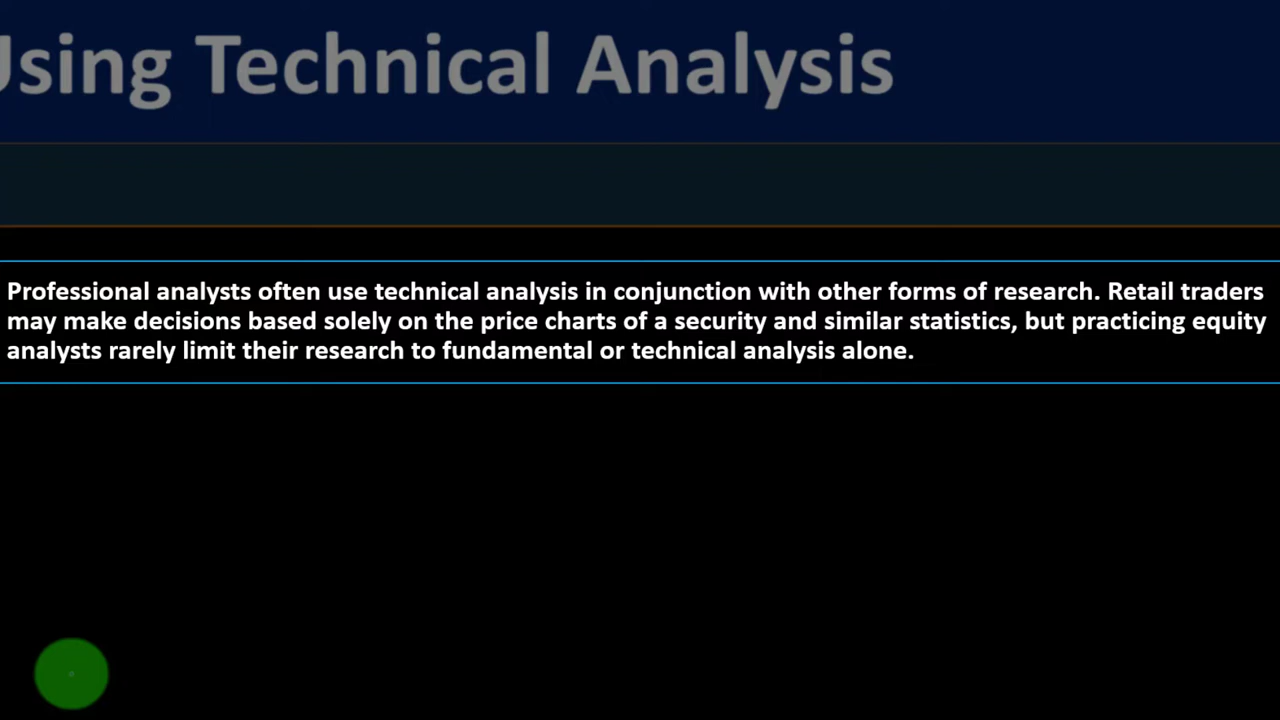 Using Technical Analysis
Professional analysts often use technical analysis in conjunction with other forms of research. Retail traders
may make decisions based solely on the price charts of a security and similar statistics, but practicing equity
analysts rarely limit their research to fundamental or technical analysis alone.